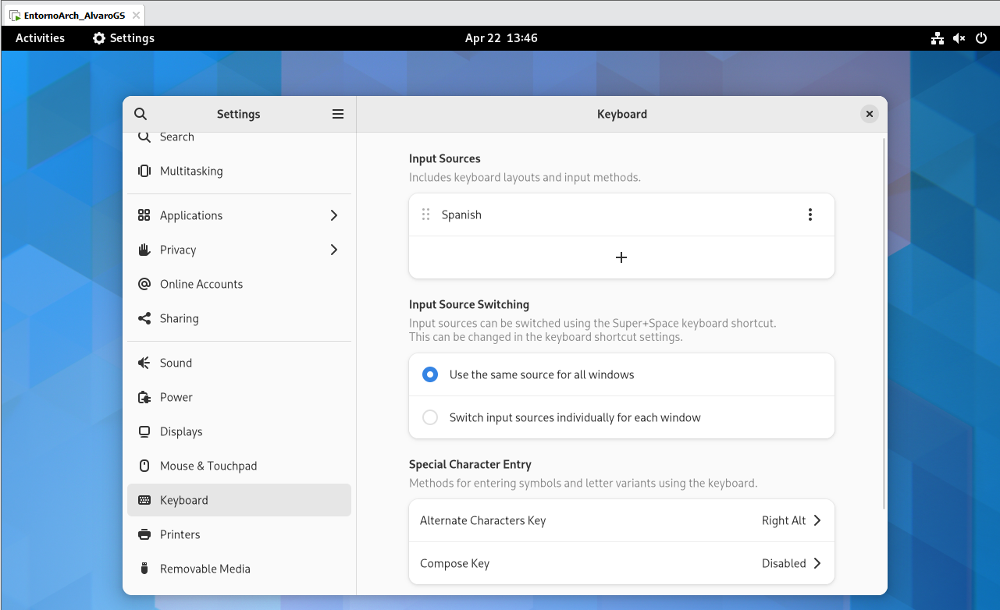 EntornoArch_AlvaroGS
Activities
Settings
Apr 22 13:46
Settings
Keyboard
Search
Multitasking
Applications
Privacy
Online Accounts
Sharing
Sound
Power
Displays
Mouse & Touchpad
Keyboard
Printers
Removable Media
Input Sources
Includes keyboard layouts and input methods.
Spanish
Input Source Switching
Input sources can be switched using the Super+Space keyboard shortcut.
This can be changed in the keyboard shortcut settings.
Use the same source for all windows
Switch input sources individually for each window
Special Character Entry
Methods for entering symbols and letter variants using the keyboard.
Alternate Characters Key Right Alt
Compose Key Disabled